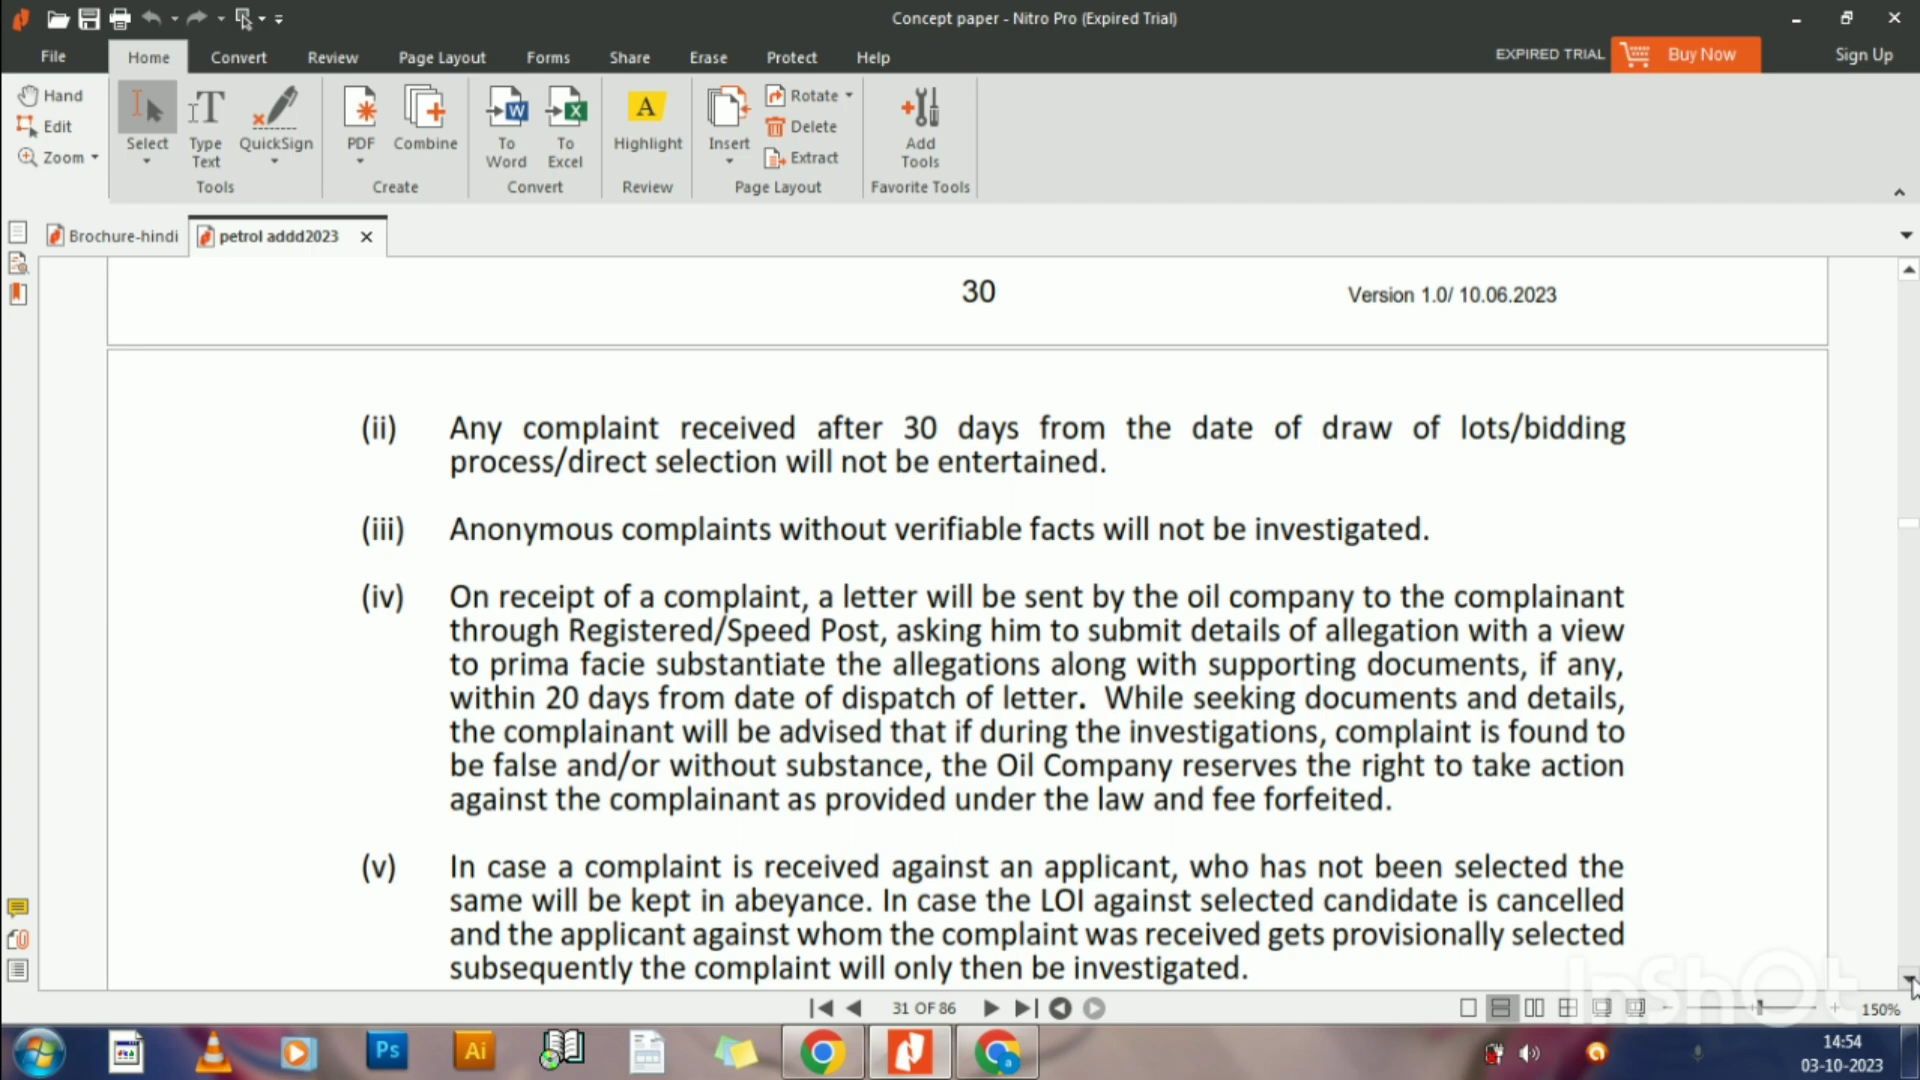 Concept paper - Nitro Pro (Expired Trial)
File Home Convert Review Page Layout Forms Share Erase Protect Help EXPIRED TRIAL Buy Now Sign Up
Hand
Edit
Zoom
Select
Type Text
QuickSign
Tools
PDF
Combine
Create
To Word
To Excel
Convert
A
Highlight
Review
Insert
Rotate
Delete
Extract
Page Layout
Add Tools
Favorite Tools
Brochure-hindi petrol addd2023
30 Version 1.0/ 10.06.2023
(ii) Any complaint received after 30 days from the date of draw of lots/bidding
process/direct selection will not be entertained.
(iii) Anonymous complaints without verifiable facts will not be investigated.
(iv) On receipt of a complaint, a letter will be sent by the oil company to the complainant
through Registered/Speed Post, asking him to submit details of allegation with a view
to prima facie substantiate the allegations along with supporting documents, if any,
within 20 days from date of dispatch of letter. While seeking documents and details,
the complainant will be advised that if during the investigations, complaint is found to
be false and/or without substance, the Oil Company reserves the right to take action
against the complainant as provided under the law and fee forfeited.
(v) In case a complaint is received against an applicant, who has not been selected the
same will be kept in abeyance. In case the LOI against selected candidate is cancelled
and the applicant against whom the complaint was received gets provisionally selected
subsequently the complaint will only then be investigated.
InShOt
31 OF 86 150%
Ps Ai
14:54
03-10-2023